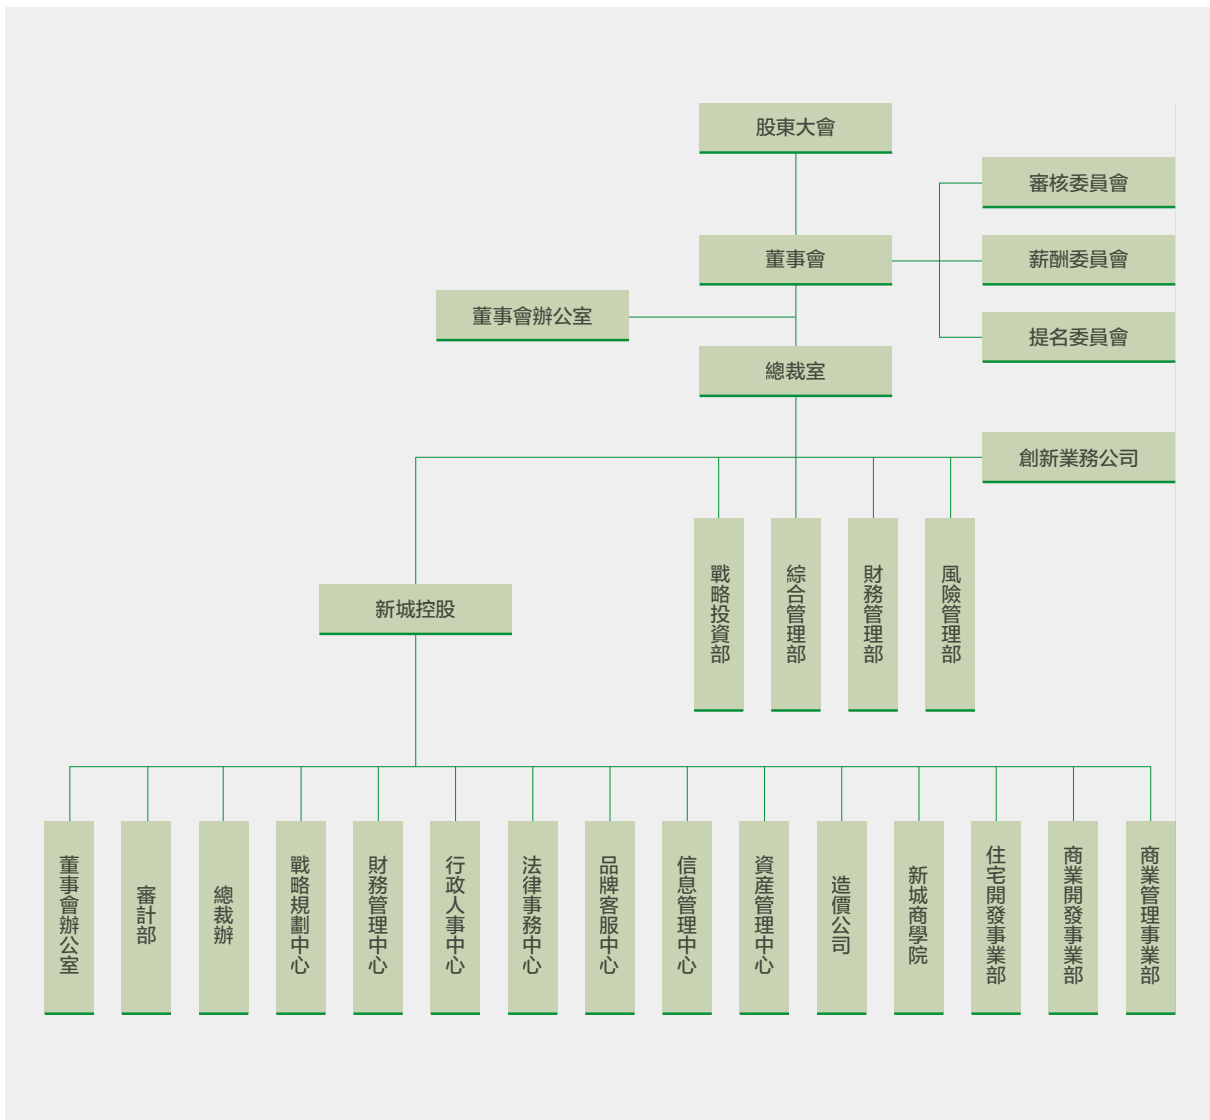 股東大會
審核委員會
董事會
薪酬委員會
董事會辦公室
提名委員會
總裁室
創新業務公司
戰略投資部
綜合管理部
財務管理部
風險管理部
新城控股
董事會辦公室
審計部
總裁辦
戰略規劃中心
財務管理中心
行政人事中心
法律事務中心
品牌客服中心
信息管理中心
資產管理中心
造價公司
新城商學院
住宅開發事業部
商業開發事業部
商業管理事業部